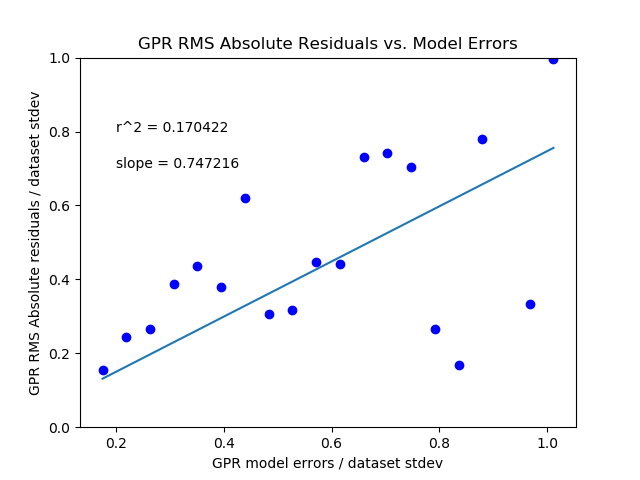 GPR RMS Absolute Residuals vs. Model Errors
GPR RMS Absolute residuals / dataset stdev
1.0
0.8
0.6
0.4
0.2
0.0
r^2 = 0.170422
slope = 0.747216
0.2 0.4 0.6 0.8 1.0
GPR model errors / dataset stdev